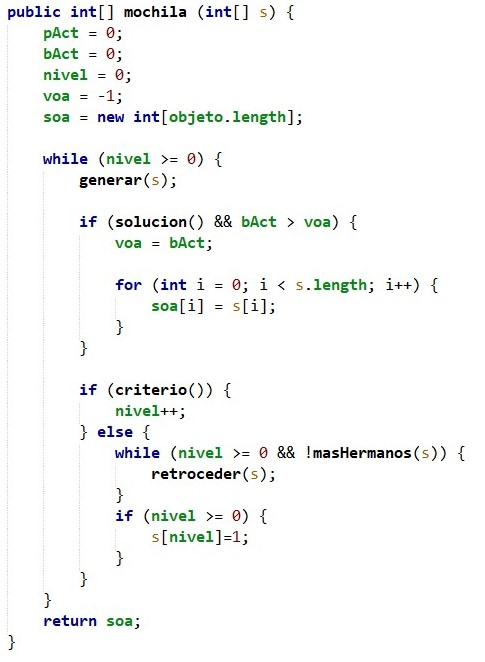 public int[] mochila (int[] s) {
    pAct = 0;
    bAct = 0;
    nivel = 0;
    voa = -1;
    soa = new int[objeto.length];

    while (nivel >= 0) {
        generar(s);

        if (solucion() && bAct > voa) {
            voa = bAct;

            for (int i = 0; i < s.length; i++) {
                soa[i] = s[i];
            }
        }

        if (criterio()) {
            nivel++;
        } else {
            while (nivel >= 0 && !masHermanos(s)) {
                retroceder(s);
            }
            if (nivel >= 0) {
                s[nivel]=1;
            }
        }
    }
    return soa;
}